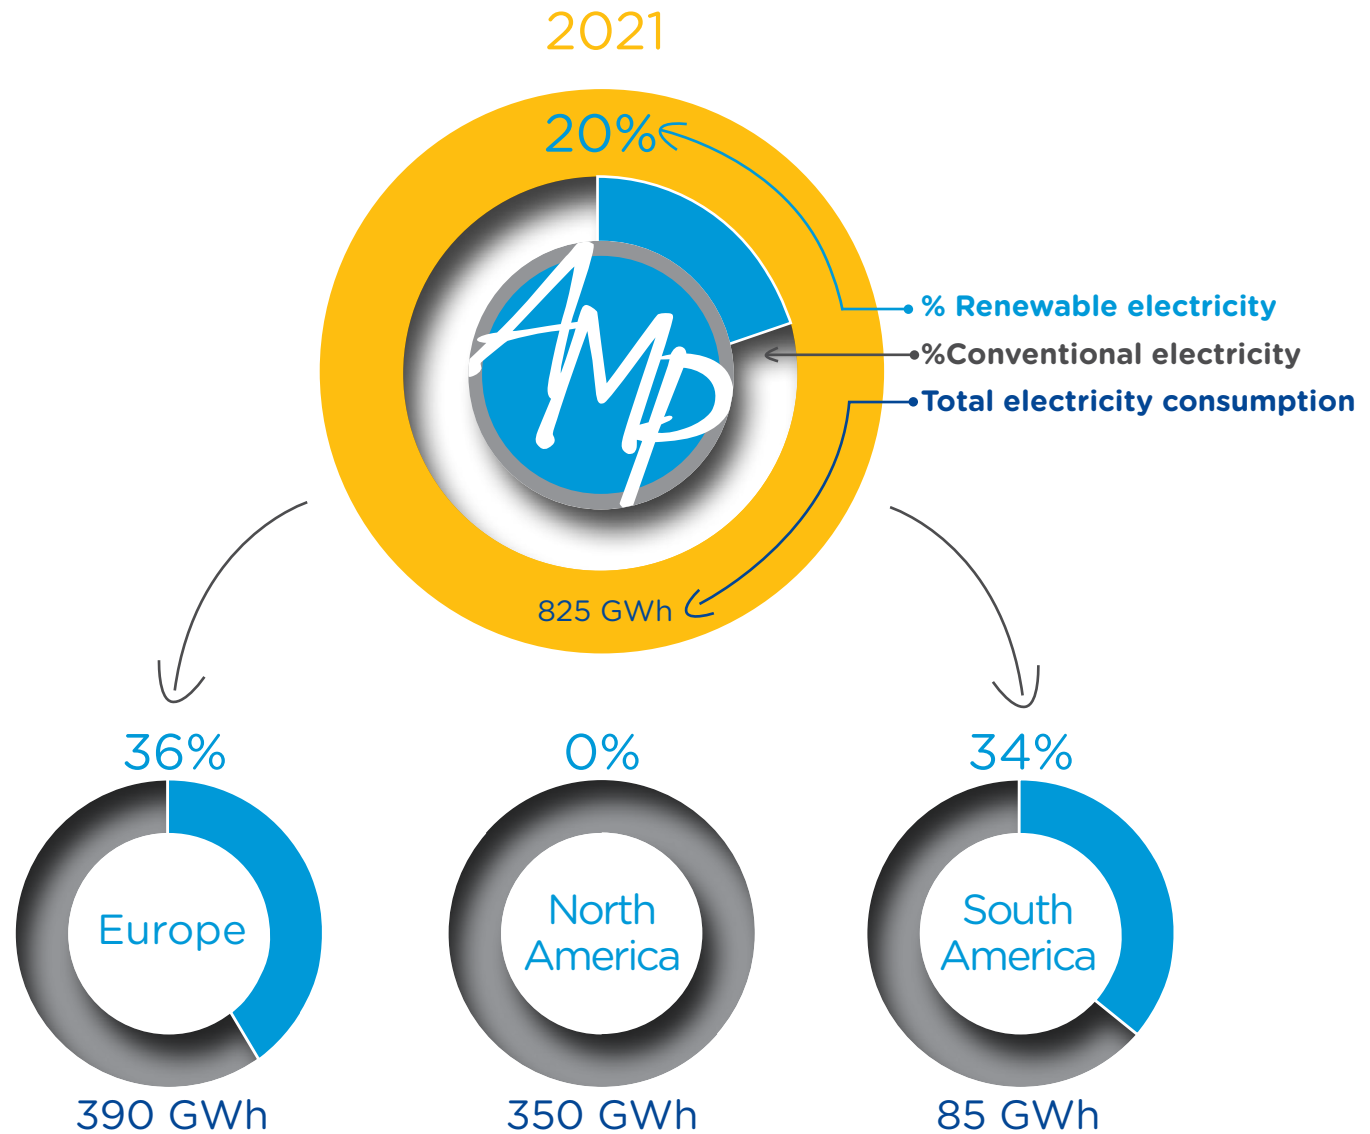 2021
20%
AMP
% Renewable electricity
%Conventional electricity
Total electricity consumption
825 GWh
36%
0%
34%
Europe
North
America
South
America
390 GWh
350 GWh
85 GWh